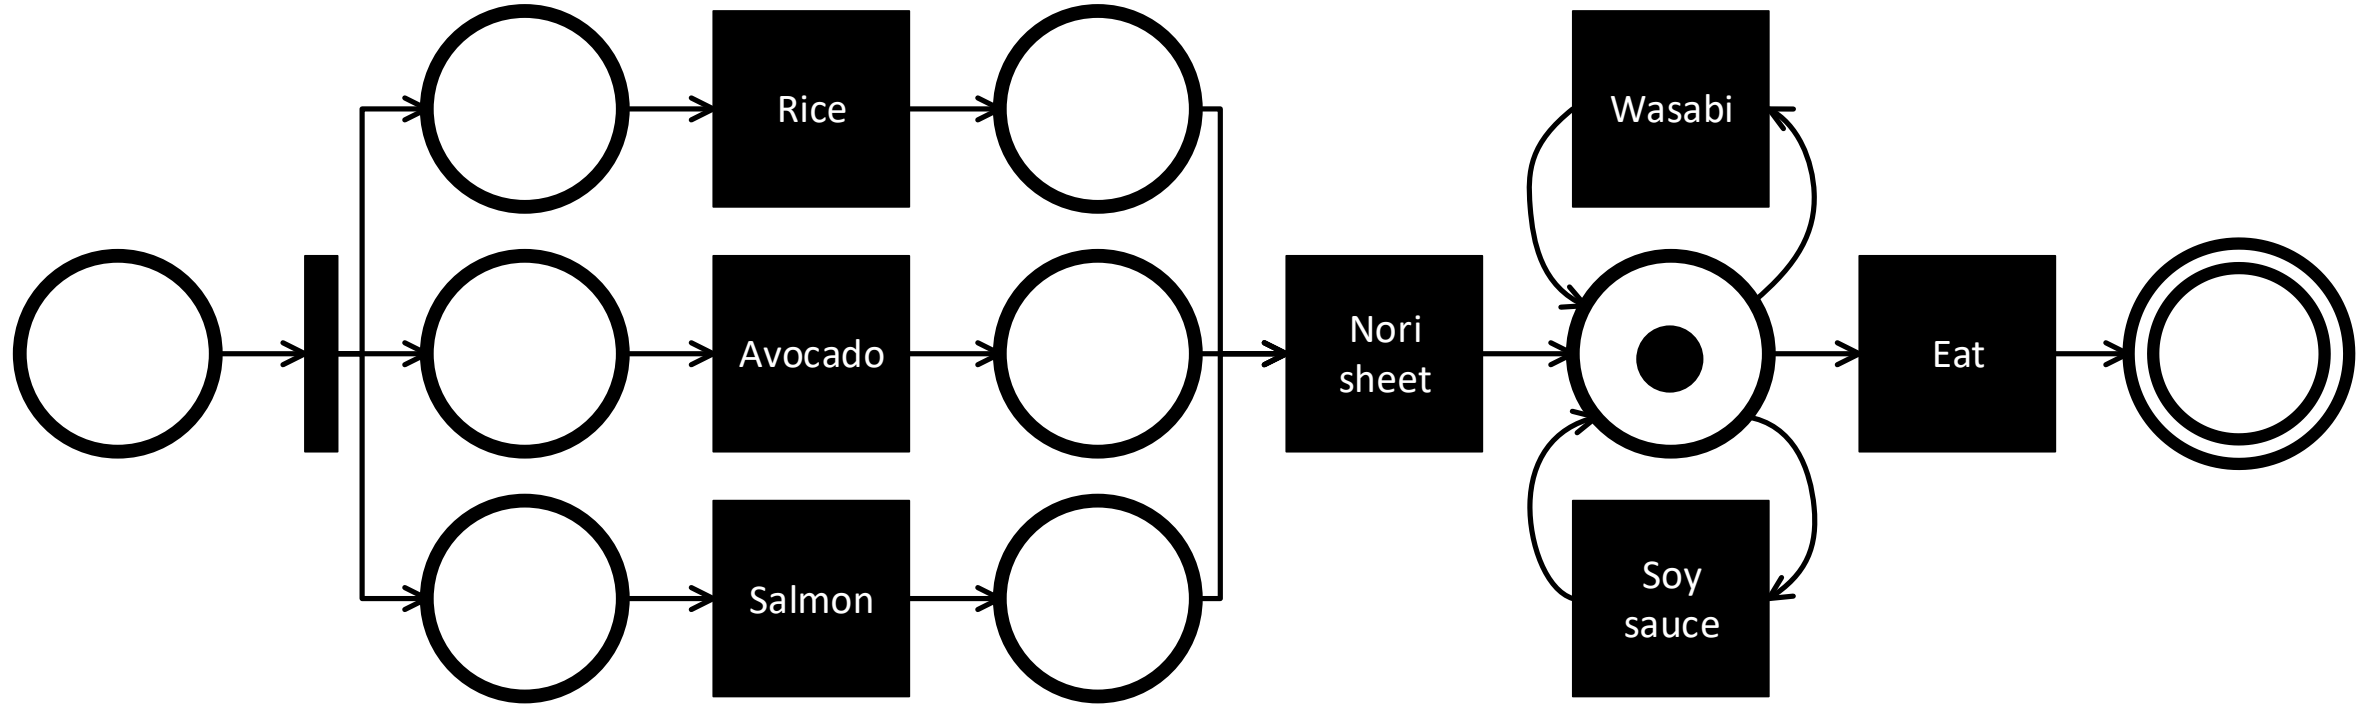 Rice
Wasabi
Avocado
Nori
sheet
Eat
Salmon
Soy
sauce